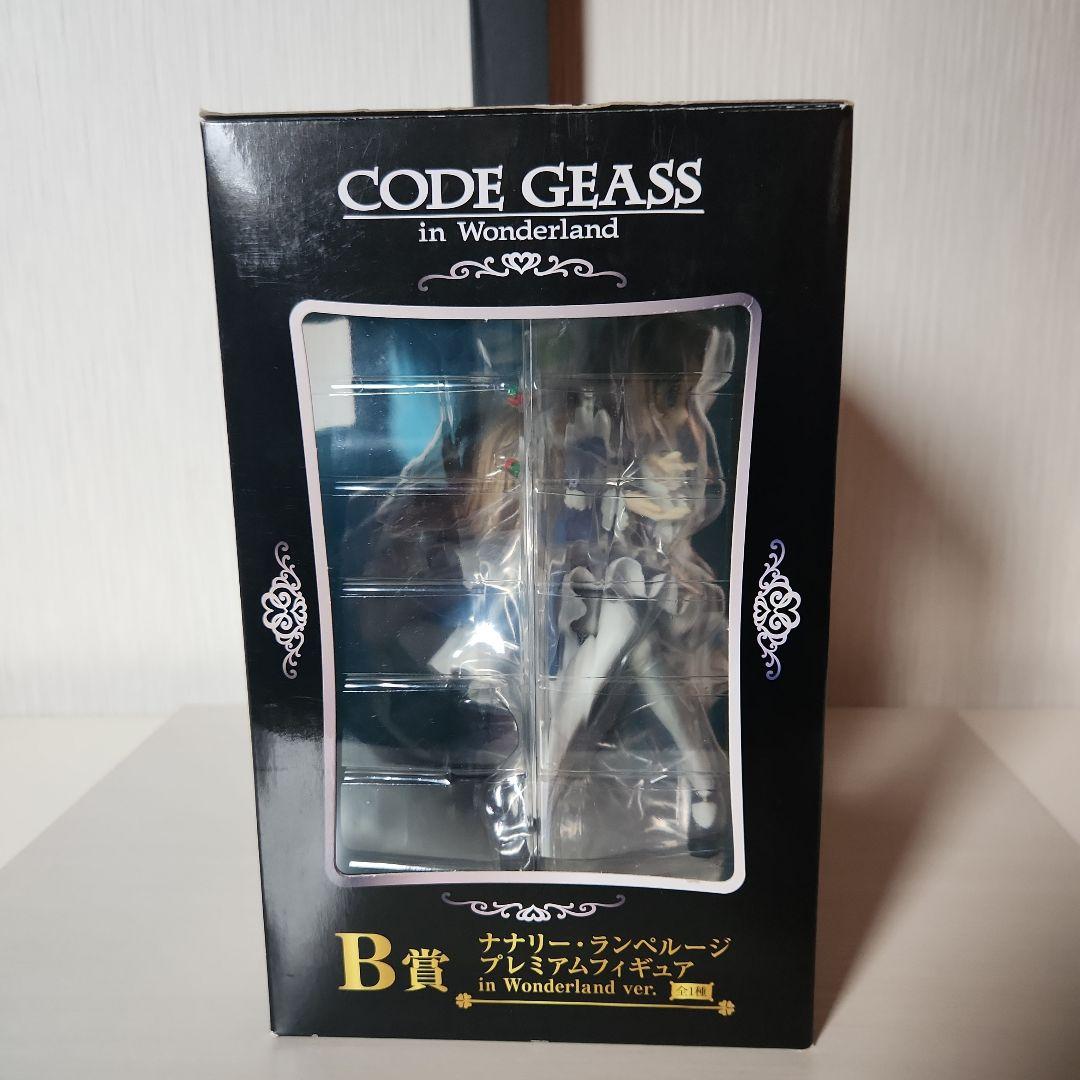 CODE GEASS
in Wonderland
B賞
ナナリー・ランペルージ
プレミアムフィギュア
in Wonderland ver. 全1種